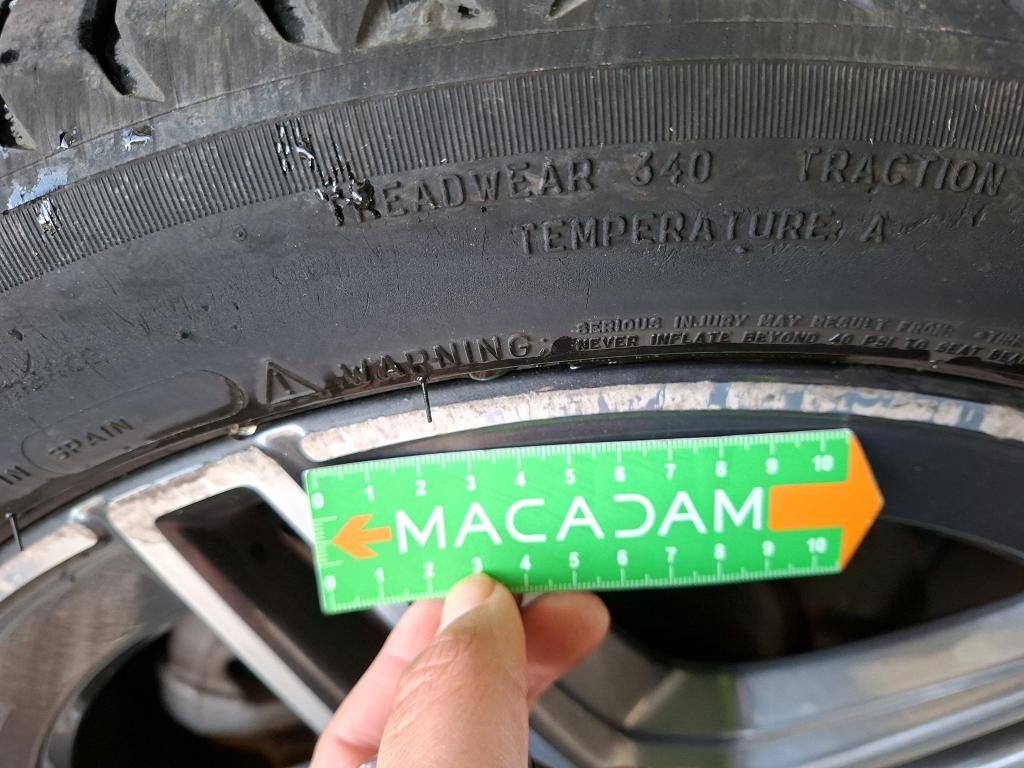 TREADWEAR 340 TRACTION
TEMPERATURE A
SERIOUS INJURY MAY RESULT FROM:
WARNING: NEVER INFLATE BEYOND 40 PSI TO SEAT BEA
IN SPAIN
0 1 2 3 4 5 6 7 8 9 10
MACADAM
0 1 2 3 4 5 6 7 8 9 10